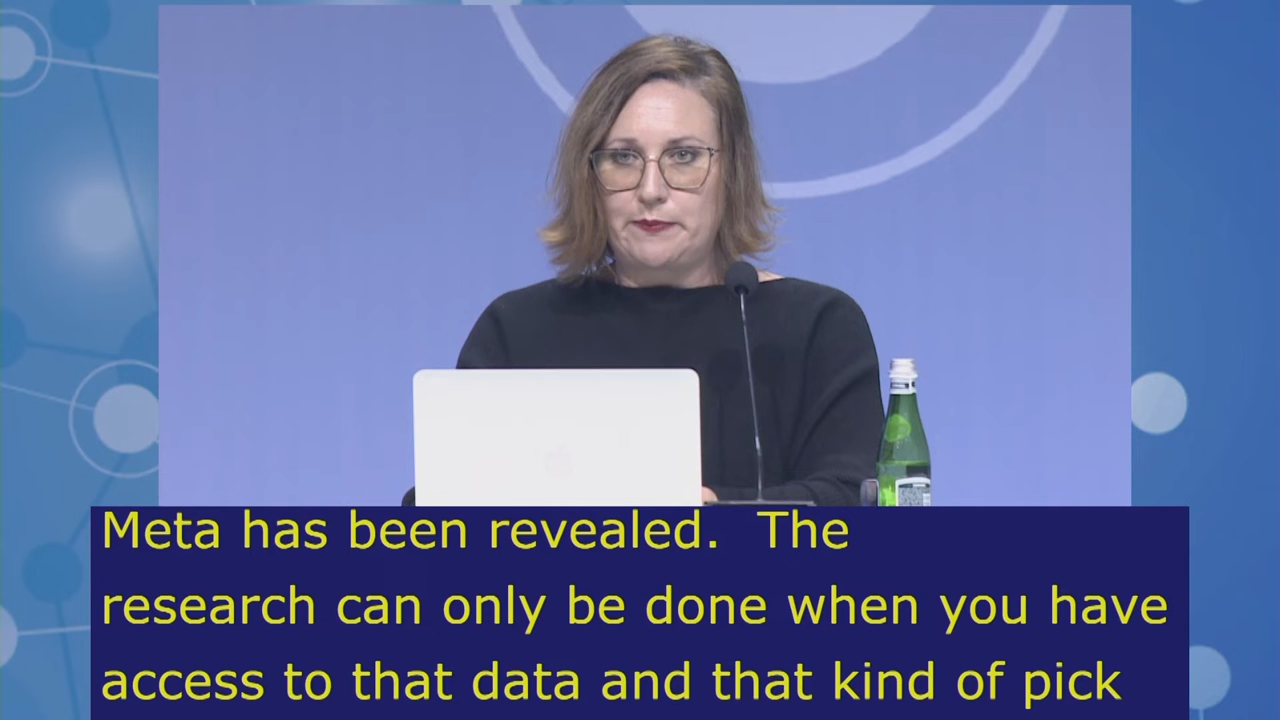 Meta has been revealed.  The
research can only be done when you have
access to that data and that kind of pick